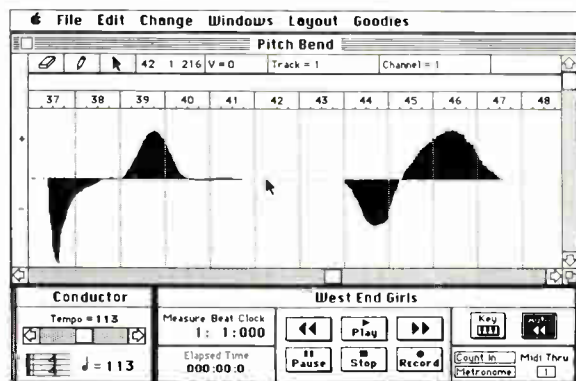 File Edit Change Windows Layout Goodies
Pitch Bend
42 1 216 V = 0 Track = 1 Channel = 1
37 38 39 40 41 42 43 44 45 46 47 48
+
-
Conductor
West End Girls
Tempo = 113
Measure Beat Clock
1: 1:000
Play
Key
♩ = 113
Elapsed Time
000:00:0
Pause Stop Record
Count In Midi Thru
Metronome 1